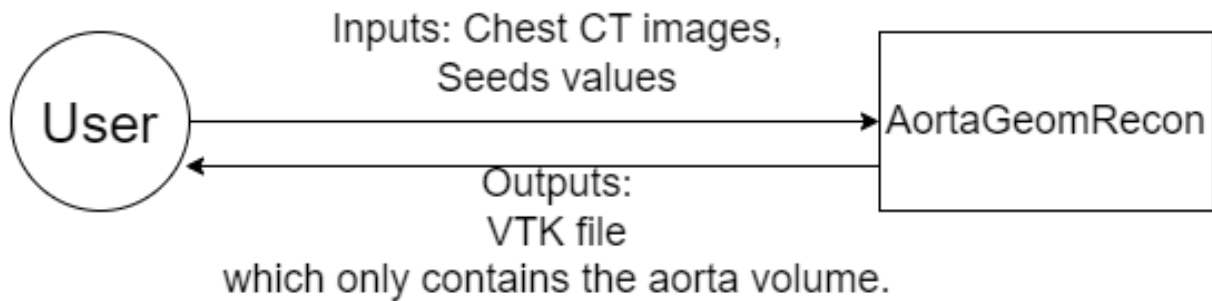 Inputs: Chest CT images,
Seeds values
User
AortaGeomRecon
Outputs:
VTK file
which only contains the aorta volume.